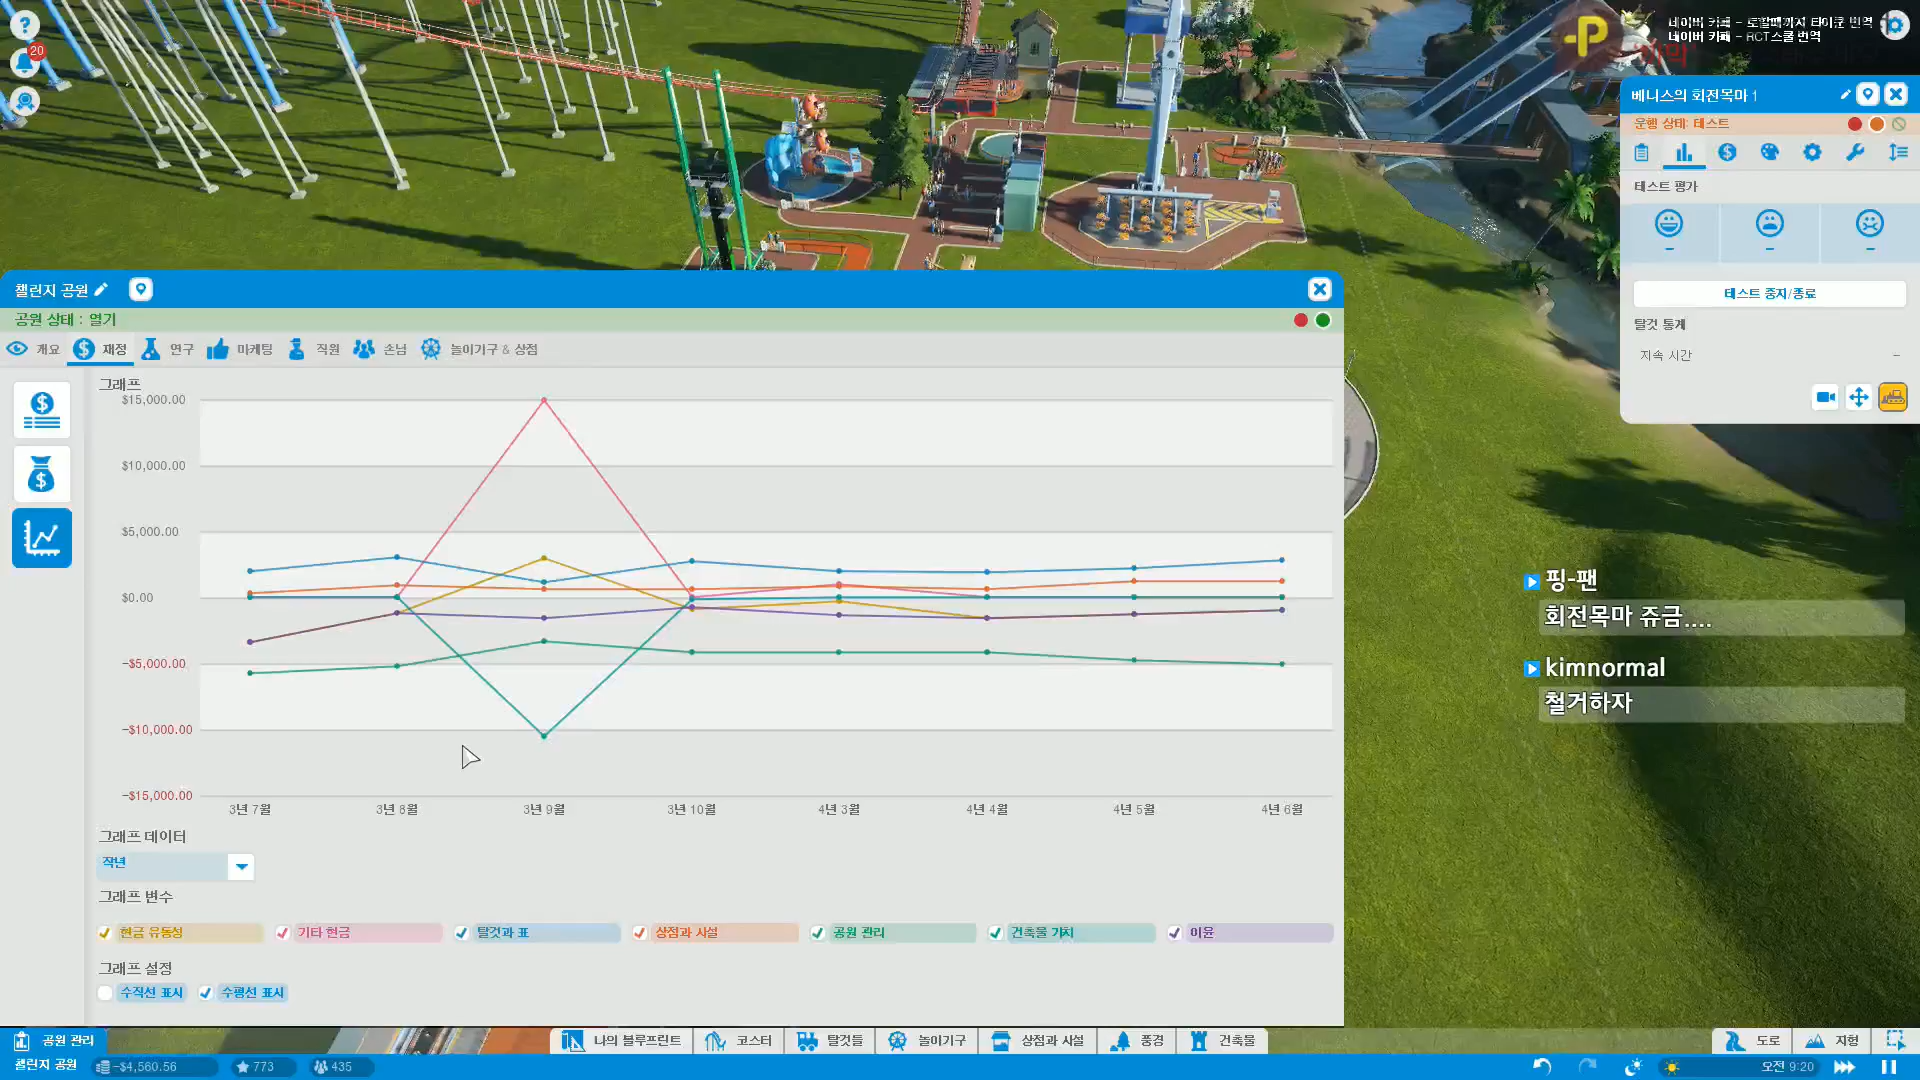 20
네이버 카페 - 로할때까지 타이쿤 번역
네이버 카페 - RCT스쿨 번역
베니스의 회전목마 1
운행 상태: 테스트
테스트 평가
– – –
테스트 중지/종료
탈것 통계
지속 시간 –
챌린지 공원
공원 상태 : 열기
개요 재정 연구 마케팅 직원 손님 놀이기구 & 상점
그래프
$15,000.00
$10,000.00
$5,000.00
$0.00
-$5,000.00
-$10,000.00
-$15,000.00
3년 7월 3년 8월 3년 9월 3년 10월 4년 3월 4년 4월 4년 5월 4년 6월
그래프 데이터
작년
그래프 변수
현금 유동성 기타 현금 탈것과 표 상점과 시설 공원 관리 건축물 가치 이윤
그래프 설정
수직선 표시 수평선 표시
핑-팬
회전목마 쥬금....
kimnormal
철거하자
공원 관리 나의 블루프린트 코스터 탈것들 놀이기구 상점과 시설 풍경 건축물 도로 지형
챌린지 공원 -$4,560.56 773 435 오전 9:20